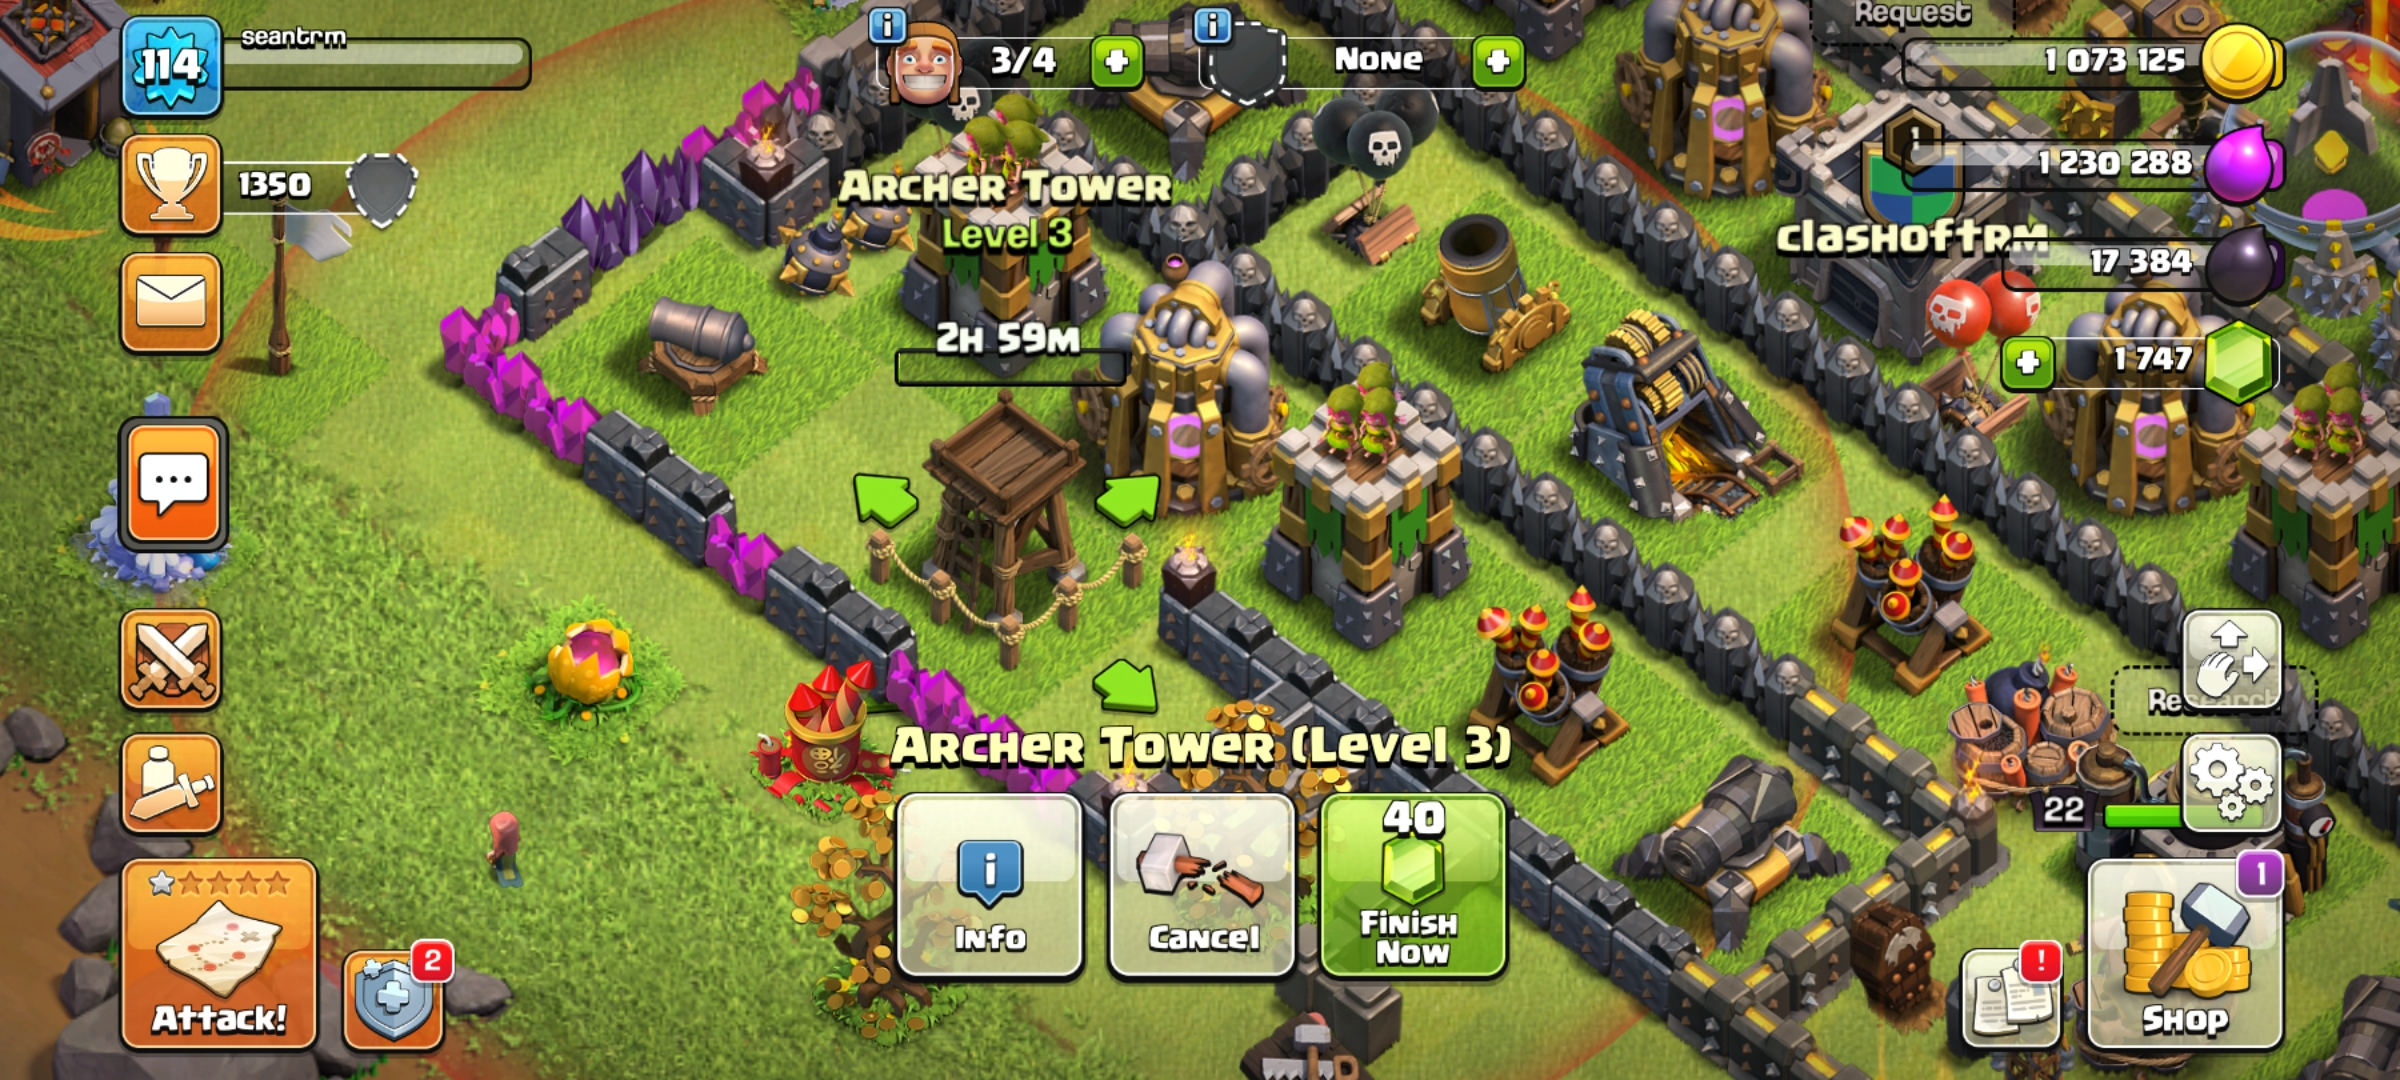 114
seantrm
3/4
None
Request
1 073 125
1350
Archer Tower
Level 3
1
1 230 288
clashoftrm
17 384
2H 59M
1 747
Research
Archer Tower (Level 3)
22
40
Info
Cancel
Finish
Now
1
2
!
Attack!
Shop